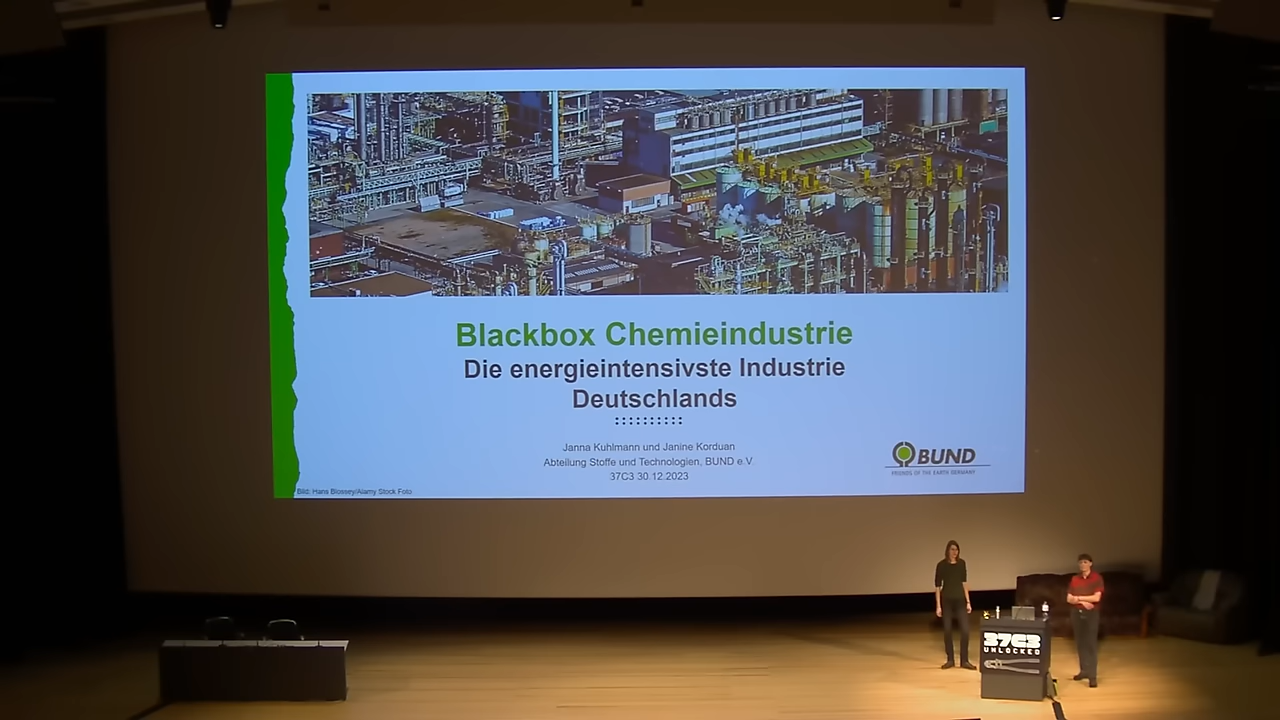 Blackbox Chemieindustrie
Die energieintensivste Industrie
Deutschlands
Janna Kuhlmann und Janine Korduan
Abteilung Stoffe und Technologien, BUND e.V.
37C3 30.12.2023
BUND
FRIENDS OF THE EARTH GERMANY
Bild: Hans Blossey/Alamy Stock Foto
37C3
UNLOCKED